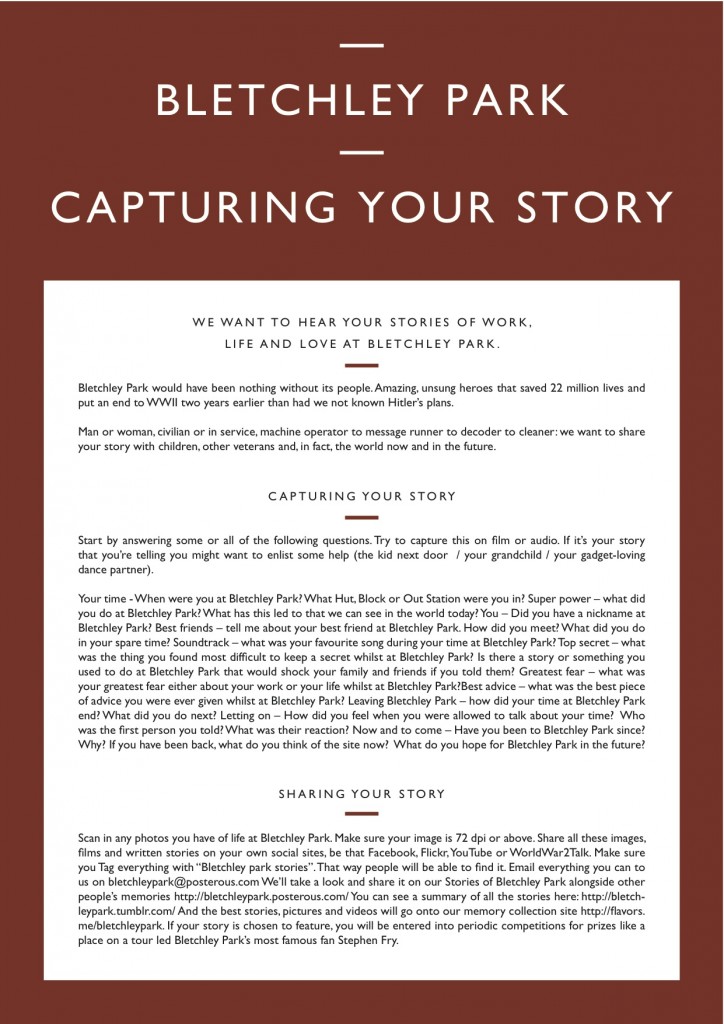 BLETCHLEY PARK
CAPTURING YOUR STORY
WE WANT TO HEAR YOUR STORIES OF WORK,
LIFE AND LOVE AT BLETCHLEY PARK.
Bletchley Park would have been nothing without its people. Amazing, unsung heroes that saved 22 million lives and
put an end to WWII two years earlier than had we not known Hitler's plans.
Man or woman, civilian or in service, machine operator to message runner to decoder to cleaner: we want to share
your story with children, other veterans and, in fact, the world now and in the future.
CAPTURING YOUR STORY
Start by answering some or all of the following questions. Try to capture this on film or audio. If it's your story
that you're telling you might want to enlist some help (the kid next door / your grandchild / your gadget-loving
dance partner).
Your time - When were you at Bletchley Park? What Hut, Block or Out Station were you in? Super power – what did
you do at Bletchley Park? What has this led to that we can see in the world today? You – Did you have a nickname at
Bletchley Park? Best friends – tell me about your best friend at Bletchley Park. How did you meet? What did you do
in your spare time? Soundtrack – what was your favourite song during your time at Bletchley Park? Top secret – what
was the thing you found most difficult to keep a secret whilst at Bletchley Park? Is there a story or something you
used to do at Bletchley Park that would shock your family and friends if you told them? Greatest fear – what was
your greatest fear either about your work or your life whilst at Bletchley Park?Best advice – what was the best piece
of advice you were ever given whilst at Bletchley Park? Leaving Bletchley Park – how did your time at Bletchley Park
end? What did you do next? Letting on – How did you feel when you were allowed to talk about your time? Who
was the first person you told? What was their reaction? Now and to come – Have you been to Bletchley Park since?
Why? If you have been back, what do you think of the site now? What do you hope for Bletchley Park in the future?
SHARING YOUR STORY
Scan in any photos you have of life at Bletchley Park. Make sure your image is 72 dpi or above. Share all these images,
films and written stories on your own social sites, be that Facebook, Flickr, YouTube or WorldWar2Talk. Make sure
you Tag everything with "Bletchley park stories". That way people will be able to find it. Email everything you can to
us on bletchleypark@posterous.com We'll take a look and share it on our Stories of Bletchley Park alongside other
people's memories http://bletchleypark.posterous.com/ You can see a summary of all the stories here: http://bletch-
leypark.tumblr.com/ And the best stories, pictures and videos will go onto our memory collection site http://flavors.
me/bletchleypark. If your story is chosen to feature, you will be entered into periodic competitions for prizes like a
place on a tour led Bletchley Park's most famous fan Stephen Fry.